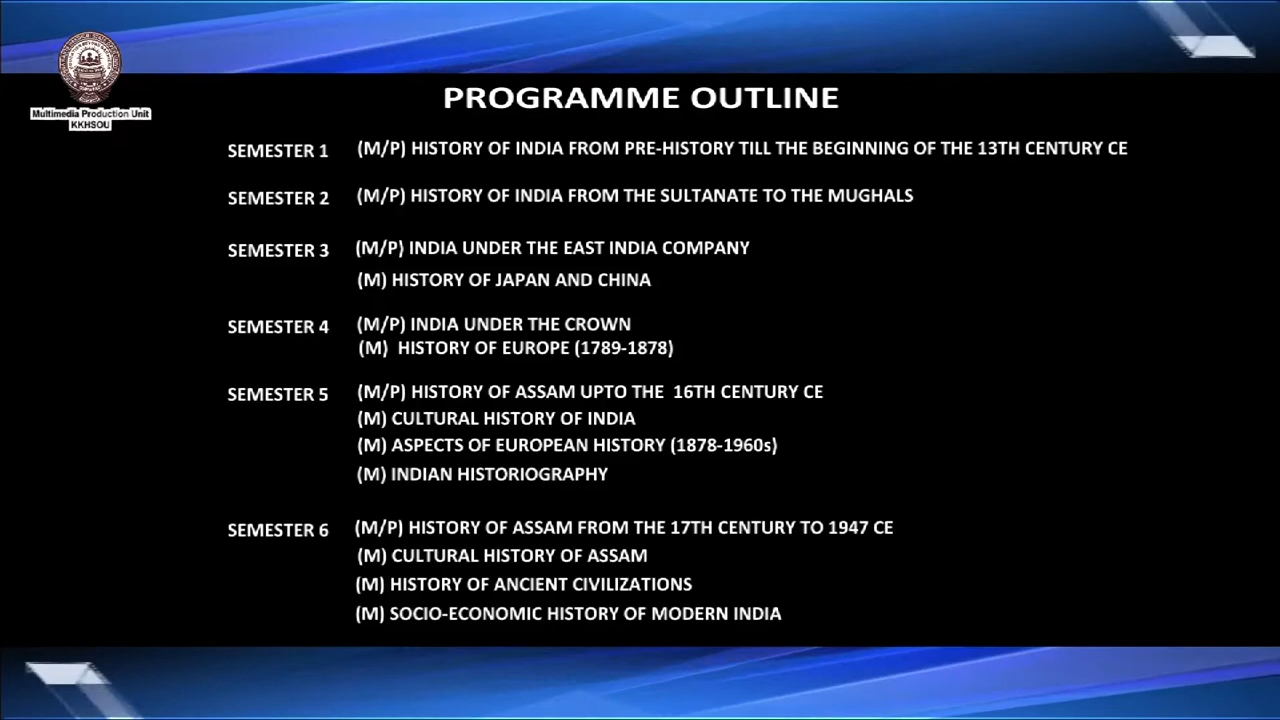 Multimedia Production Unit
KKHSOU
PROGRAMME OUTLINE
SEMESTER 1 (M/P) HISTORY OF INDIA FROM PRE-HISTORY TILL THE BEGINNING OF THE 13TH CENTURY CE
SEMESTER 2 (M/P) HISTORY OF INDIA FROM THE SULTANATE TO THE MUGHALS
SEMESTER 3 (M/P) INDIA UNDER THE EAST INDIA COMPANY
(M) HISTORY OF JAPAN AND CHINA
SEMESTER 4 (M/P) INDIA UNDER THE CROWN
(M) HISTORY OF EUROPE (1789-1878)
SEMESTER 5 (M/P) HISTORY OF ASSAM UPTO THE 16TH CENTURY CE
(M) CULTURAL HISTORY OF INDIA
(M) ASPECTS OF EUROPEAN HISTORY (1878-1960s)
(M) INDIAN HISTORIOGRAPHY
SEMESTER 6 (M/P) HISTORY OF ASSAM FROM THE 17TH CENTURY TO 1947 CE
(M) CULTURAL HISTORY OF ASSAM
(M) HISTORY OF ANCIENT CIVILIZATIONS
(M) SOCIO-ECONOMIC HISTORY OF MODERN INDIA